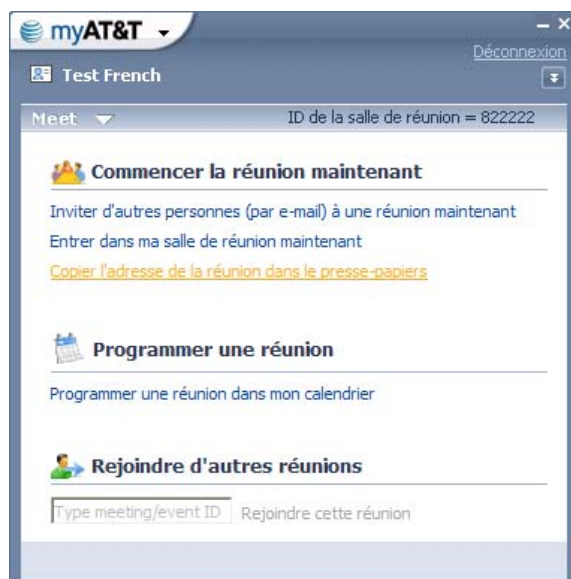 myAT&T
Déconnexion
Test French
Meet
ID de la salle de réunion = 822222
Commencer la réunion maintenant
Inviter d'autres personnes (par e-mail) à une réunion maintenant
Entrer dans ma salle de réunion maintenant
Copier l'adresse de la réunion dans le presse-papiers
Programmer une réunion
Programmer une réunion dans mon calendrier
Rejoindre d'autres réunions
Type meeting/event ID Rejoindre cette réunion